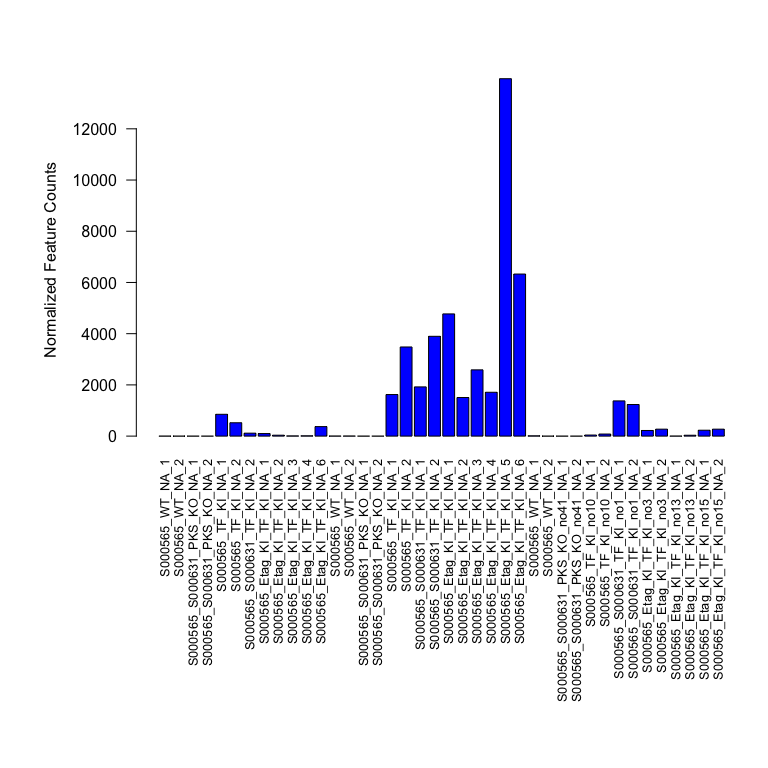 Normalized Feature Counts
12000
10000
8000
6000
4000
2000
0
S000565_WT_NA_1
S000565_WT_NA_2
S000565_S000631_PKS_KO_NA_1
S000565_S000631_PKS_KO_NA_2
S000565_TF_KI_NA_1
S000565_TF_KI_NA_2
S000565_S000631_TF_KI_NA_2
S000565_Etag_KI_TF_KI_NA_1
S000565_Etag_KI_TF_KI_NA_2
S000565_Etag_KI_TF_KI_NA_3
S000565_Etag_KI_TF_KI_NA_4
S000565_Etag_KI_TF_KI_NA_6
S000565_WT_NA_1
S000565_WT_NA_2
S000565_S000631_PKS_KO_NA_1
S000565_S000631_PKS_KO_NA_2
S000565_TF_KI_NA_1
S000565_TF_KI_NA_2
S000565_S000631_TF_KI_NA_1
S000565_S000631_TF_KI_NA_2
S000565_Etag_KI_TF_KI_NA_1
S000565_Etag_KI_TF_KI_NA_2
S000565_Etag_KI_TF_KI_NA_3
S000565_Etag_KI_TF_KI_NA_4
S000565_Etag_KI_TF_KI_NA_5
S000565_Etag_KI_TF_KI_NA_6
S000565_WT_NA_1
S000565_WT_NA_2
S000565_S000631_PKS_KO_no41_NA_1
S000565_S000631_PKS_KO_no41_NA_2
S000565_TF_KI_no10_NA_1
S000565_TF_KI_no10_NA_2
S000565_S000631_TF_KI_no1_NA_1
S000565_S000631_TF_KI_no1_NA_2
S000565_Etag_KI_TF_KI_no3_NA_1
S000565_Etag_KI_TF_KI_no3_NA_2
S000565_Etag_KI_TF_KI_no13_NA_1
S000565_Etag_KI_TF_KI_no13_NA_2
S000565_Etag_KI_TF_KI_no15_NA_1
S000565_Etag_KI_TF_KI_no15_NA_2